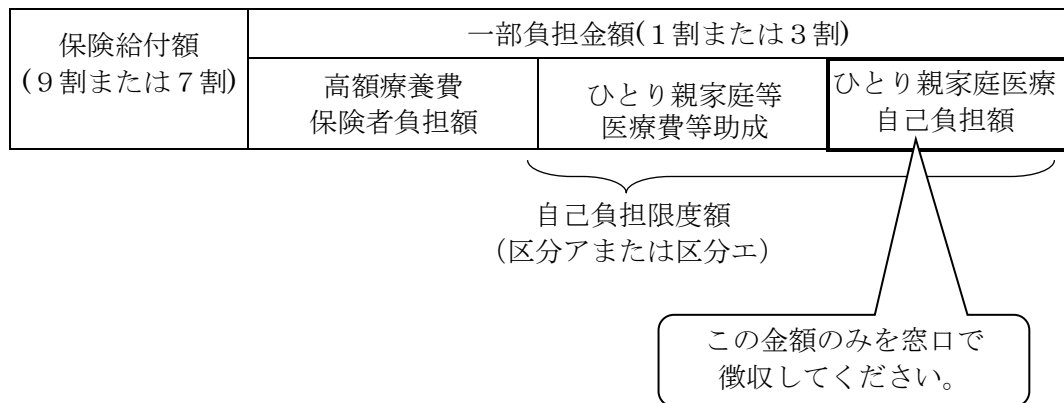 保険給付額
(９割または７割)
一部負担金額(１割または３割)
高額療養費
保険者負担額
ひとり親家庭等
医療費等助成
ひとり親家庭医療
自己負担額
自己負担限度額
（区分アまたは区分エ）
この金額のみを窓口で
徴収してください。